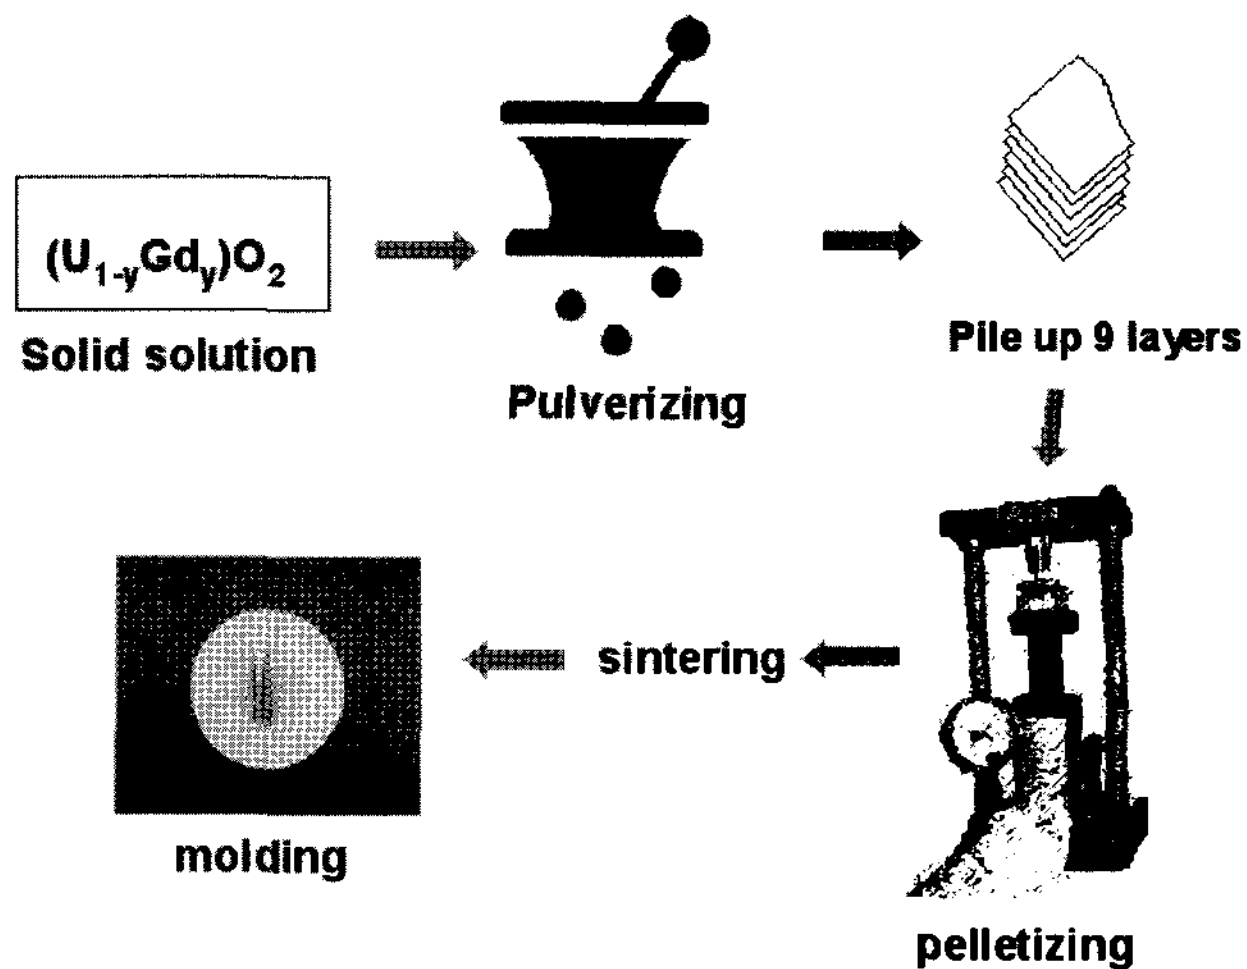 (U1-yGdy)O2
Solid solution
Pulverizing
Pile up 9 layers
pelletizing
sintering
molding